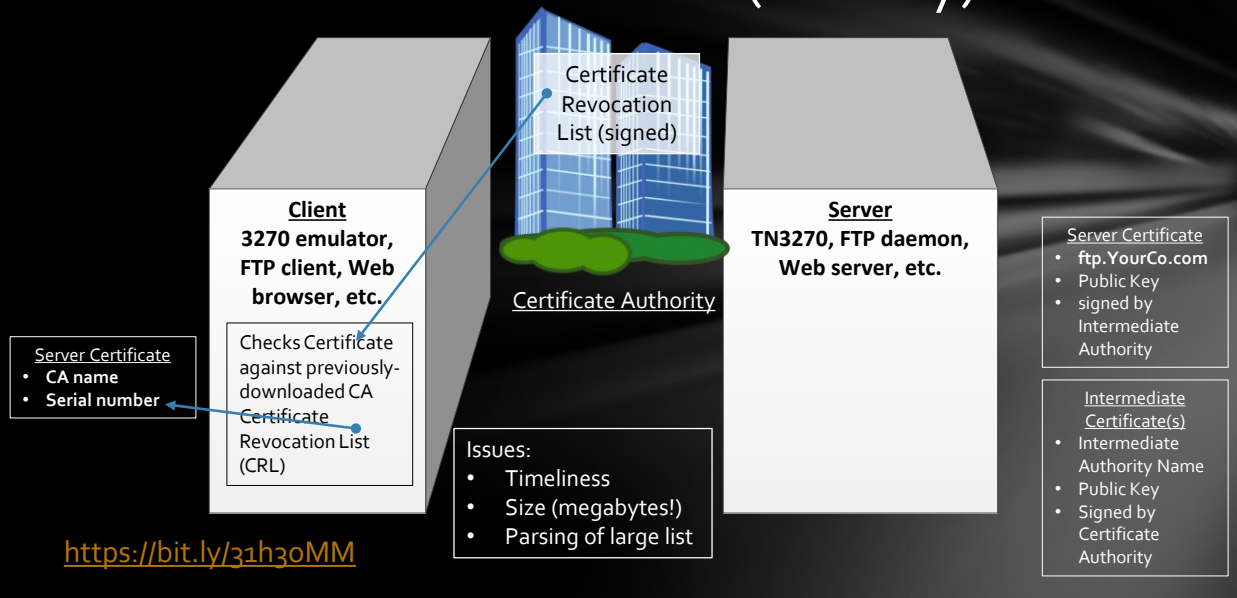 Certificate
Revocation
List (signed)
Client
3270 emulator,
FTP client, Web
browser, etc.
Server
TN3270, FTP daemon,
Web server, etc.
Certificate Authority
Server Certificate
• ftp.YourCo.com
• Public Key
• signed by
Intermediate
Authority
Server Certificate
• CA name
• Serial number
Checks Certificate
against previously-
downloaded CA
Certificate
Revocation List
(CRL)
Issues:
• Timeliness
• Size (megabytes!)
• Parsing of large list
Intermediate
Certificate(s)
• Intermediate
Authority Name
• Public Key
• Signed by
Certificate
Authority
https://bit.ly/31h3oMM